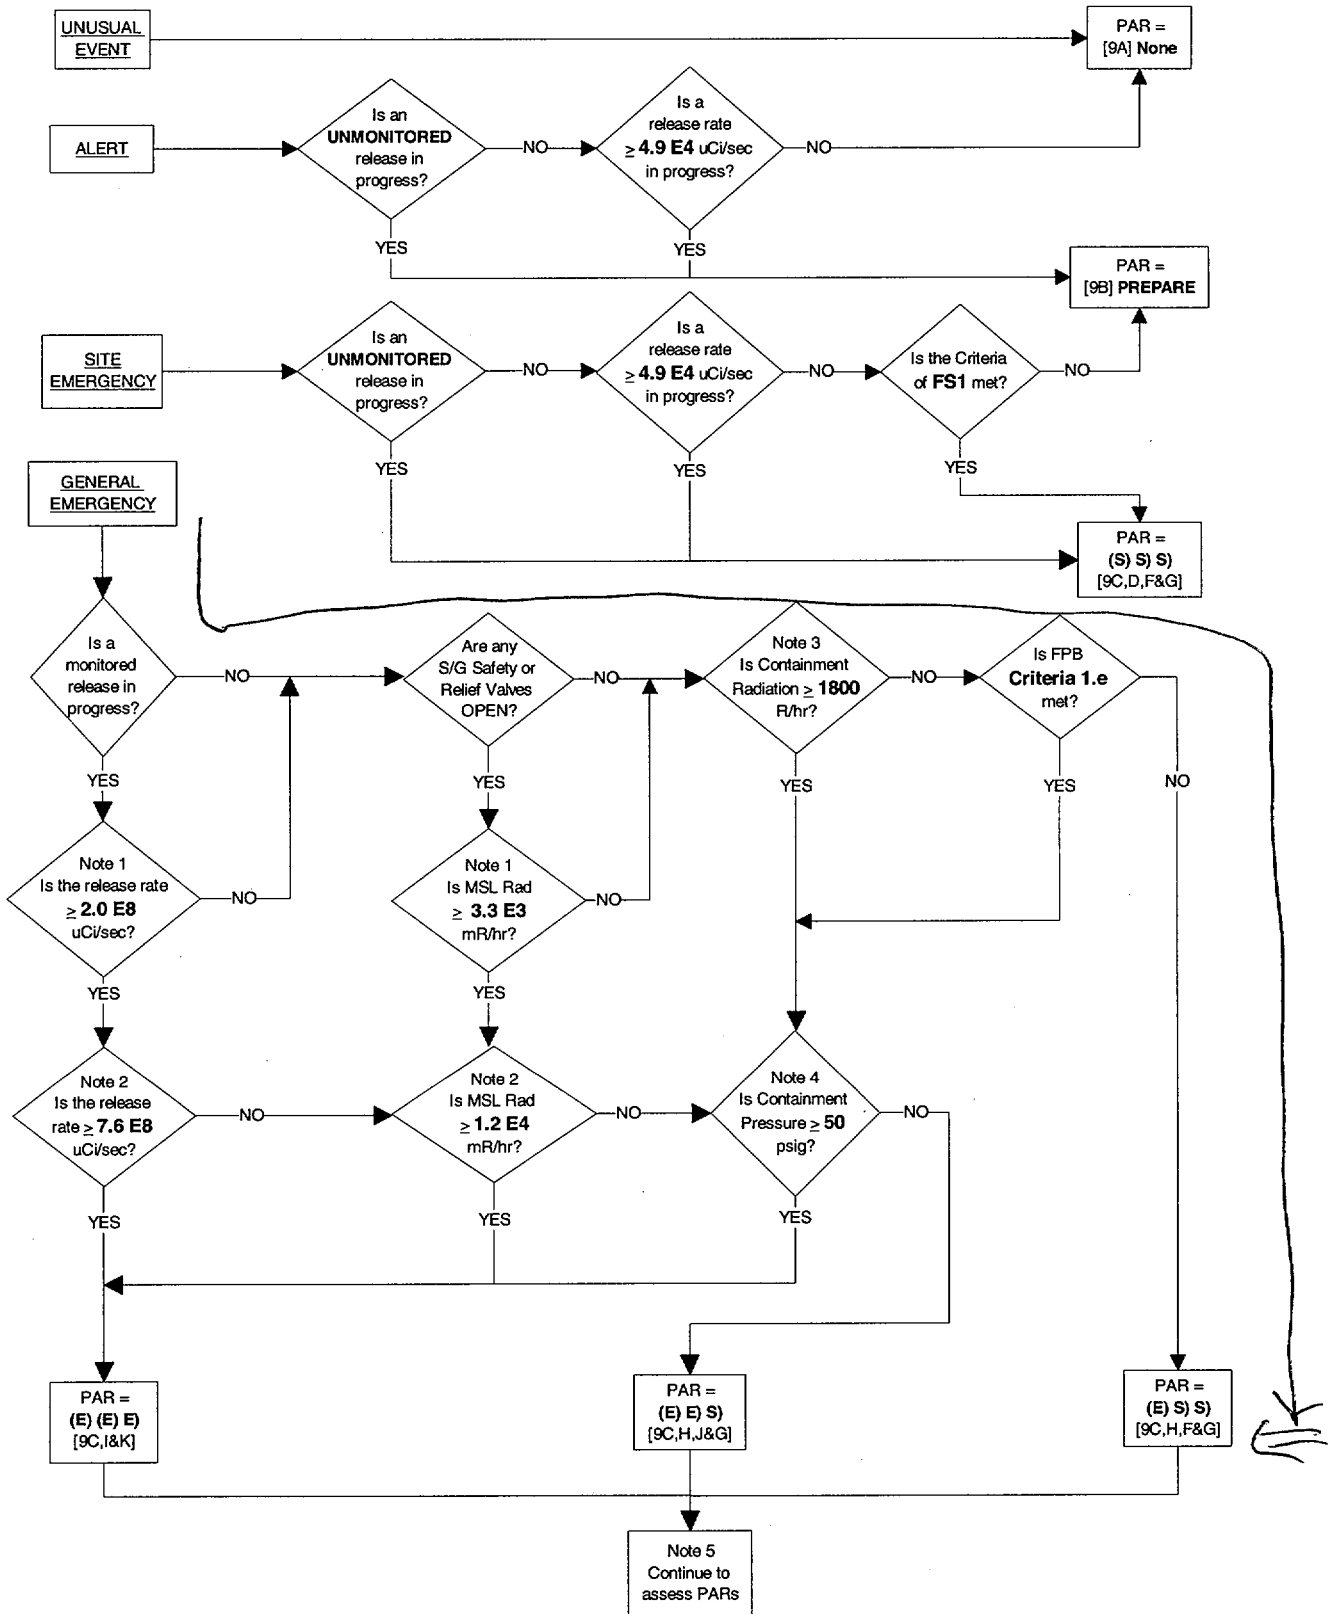 UNUSUAL
EVENT
PAR =
[9A] None
ALERT
Is an
UNMONITORED
release in
progress?
NO
Is a
release rate
≥ 4.9 E4 uCi/sec
in progress?
NO
YES
YES
PAR =
[9B] PREPARE
SITE
EMERGENCY
Is an
UNMONITORED
release in
progress?
NO
Is a
release rate
≥ 4.9 E4 uCi/sec
in progress?
NO
Is the Criteria
of FS1 met?
NO
YES
YES
YES
PAR =
(S) S) S)
[9C,D,F&G]
GENERAL
EMERGENCY
Is a
monitored
release in
progress?
NO
Are any
S/G Safety or
Relief Valves
OPEN?
NO
Note 3
Is Containment
Radiation ≥ 1800
R/hr?
NO
Is FPB
Criteria 1.e
met?
YES
YES
YES
YES
NO
Note 1
Is the release rate
≥ 2.0 E8
uCi/sec?
NO
Note 1
Is MSL Rad
≥ 3.3 E3
mR/hr?
NO
YES
YES
Note 2
Is the release
rate ≥ 7.6 E8
uCi/sec?
NO
Note 2
Is MSL Rad
≥ 1.2 E4
mR/hr?
NO
Note 4
Is Containment
Pressure ≥ 50
psig?
NO
YES
YES
YES
PAR =
(E) (E) E)
[9C,I&K]
PAR =
(E) E) S)
[9C,H,J&G]
PAR =
(E) S) S)
[9C,H,F&G]
Note 5
Continue to
assess PARs